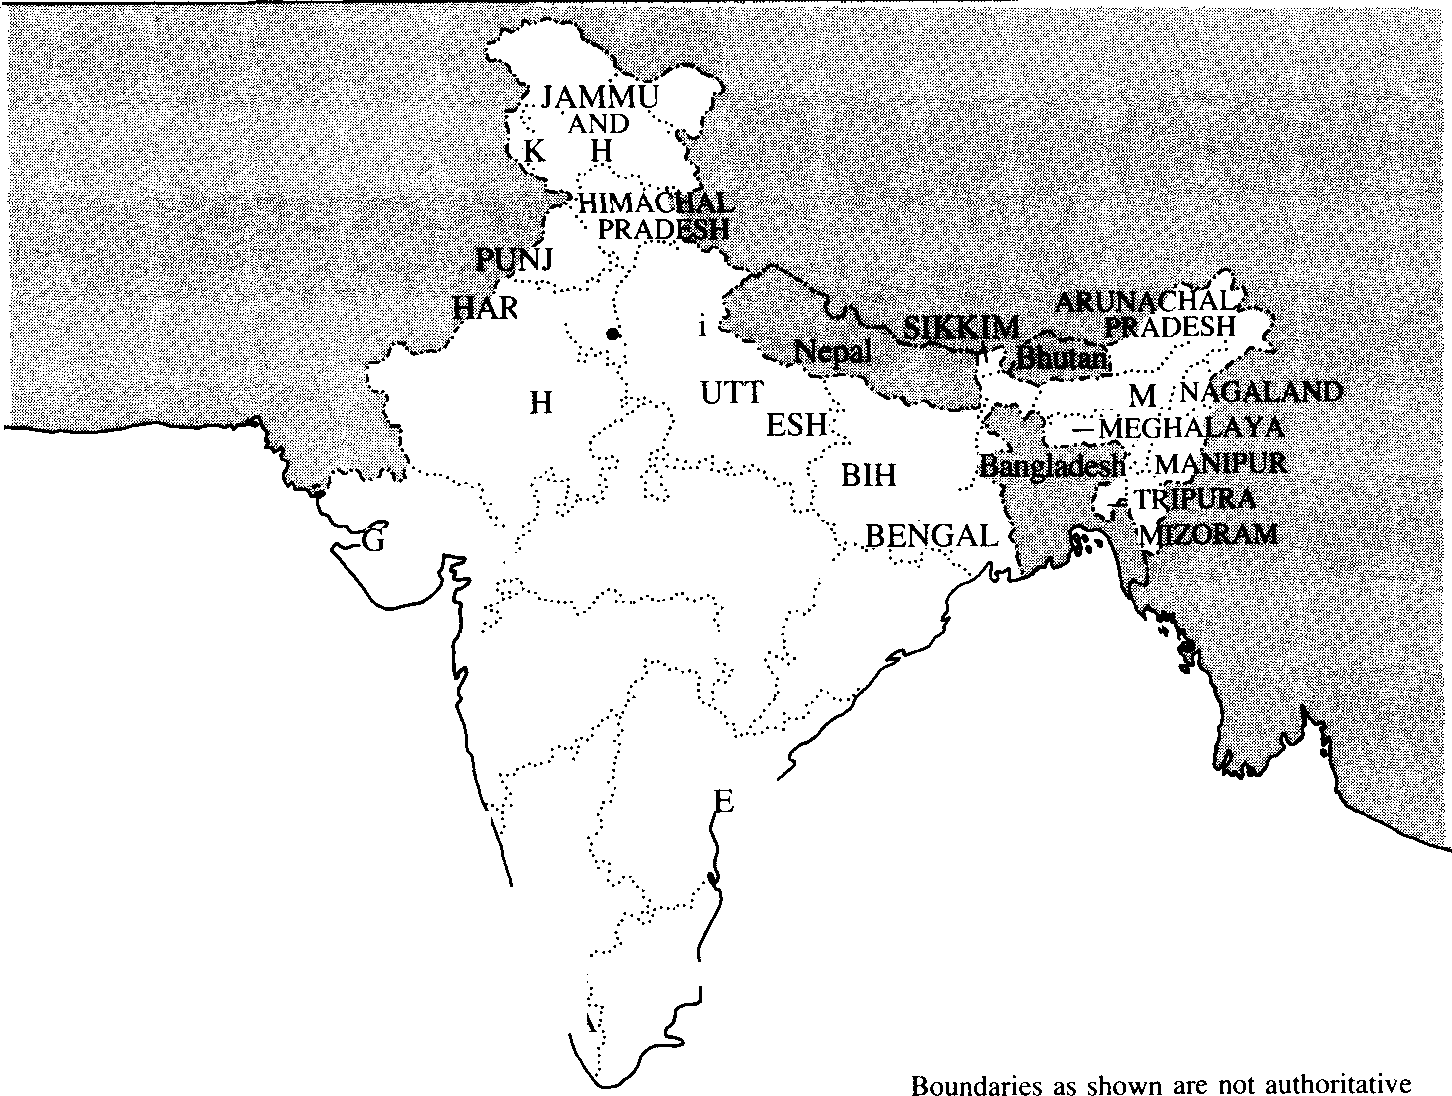 JAMMU
AND
K H
HIMACHAL
PRADESH
PUNJ
HAR
i
Nepal
SIKKIM
Bhutan
ARUNACHAL
PRADESH
H
UTT
ESH
M
NAGALAND
MEGHALAYA
BIH
Bangladesh
MANIPUR
TRIPURA
BENGAL
MIZORAM
G
E
Boundaries as shown are not authoritative